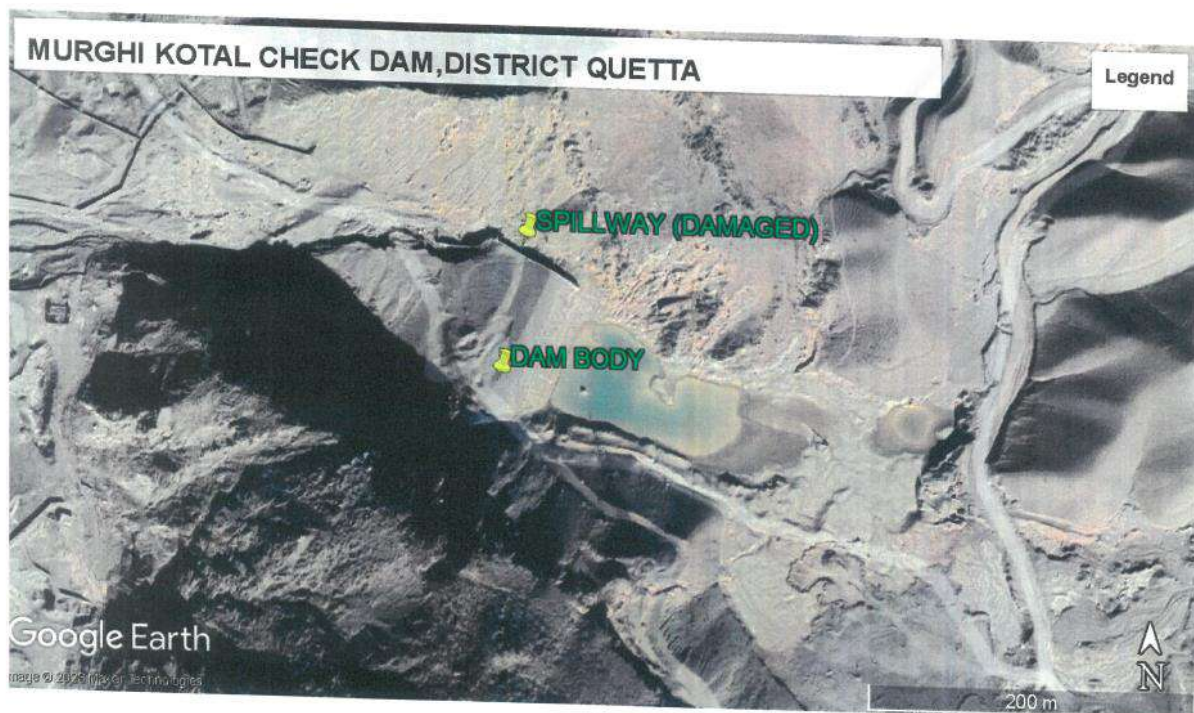 MURGHI KOTAL CHECK DAM,DISTRICT QUETTA
Legend
SPILLWAY (DAMAGED)
DAM BODY
Google Earth
N
200 m